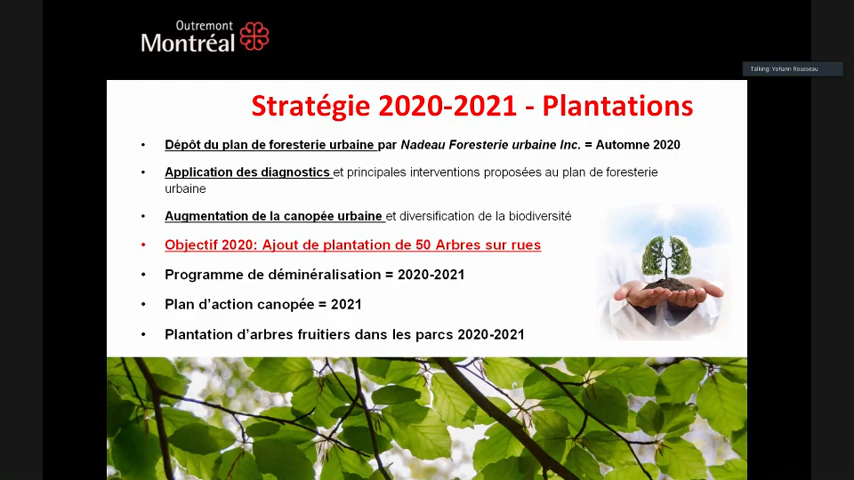 Outremont
Montréal
Talking: Yohann Rousseau
Stratégie 2020-2021 - Plantations
• Dépôt du plan de foresterie urbaine par Nadeau Foresterie urbaine Inc. = Automne 2020
• Application des diagnostics et principales interventions proposées au plan de foresterie
urbaine
• Augmentation de la canopée urbaine et diversification de la biodiversité
• Objectif 2020: Ajout de plantation de 50 Arbres sur rues
• Programme de déminéralisation = 2020-2021
• Plan d'action canopée = 2021
• Plantation d'arbres fruitiers dans les parcs 2020-2021